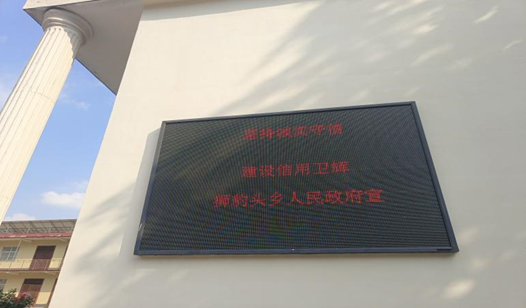 坚持诚实守信
建设信用卫辉
狮豹头乡人民政府宣